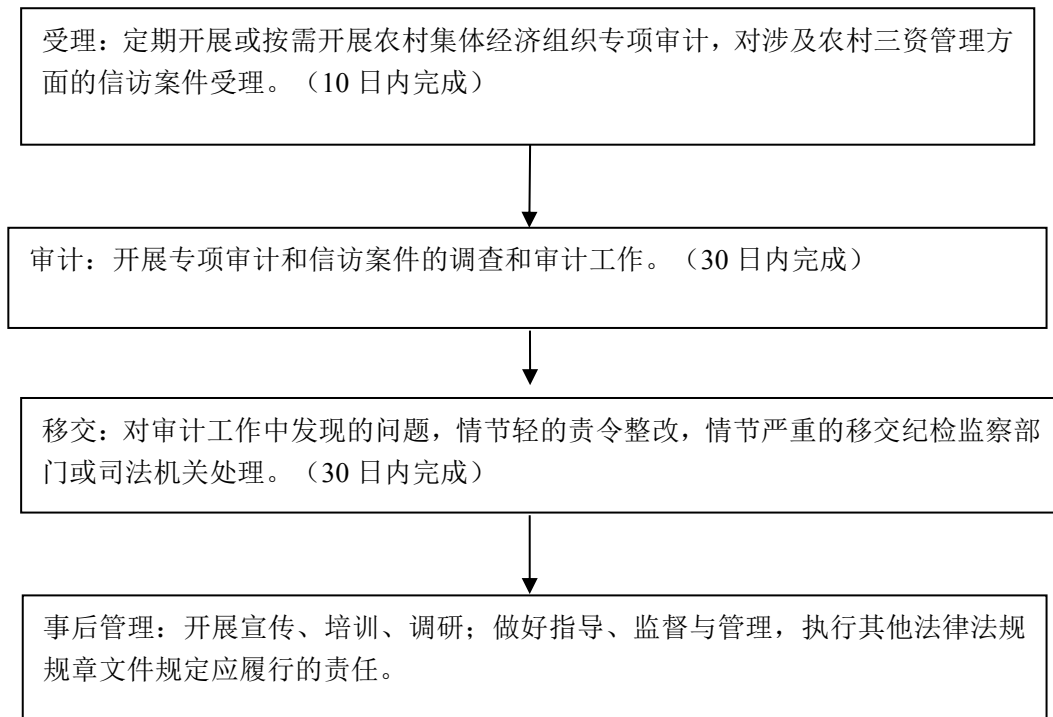 受理：定期开展或按需开展农村集体经济组织专项审计，对涉及农村三资管理方
面的信访案件受理。（10 日内完成）
审计：开展专项审计和信访案件的调查和审计工作。（30 日内完成）
移交：对审计工作中发现的问题，情节轻的责令整改，情节严重的移交纪检监察部
门或司法机关处理。（30 日内完成）
事后管理：开展宣传、培训、调研；做好指导、监督与管理，执行其他法律法规
规章文件规定应履行的责任。